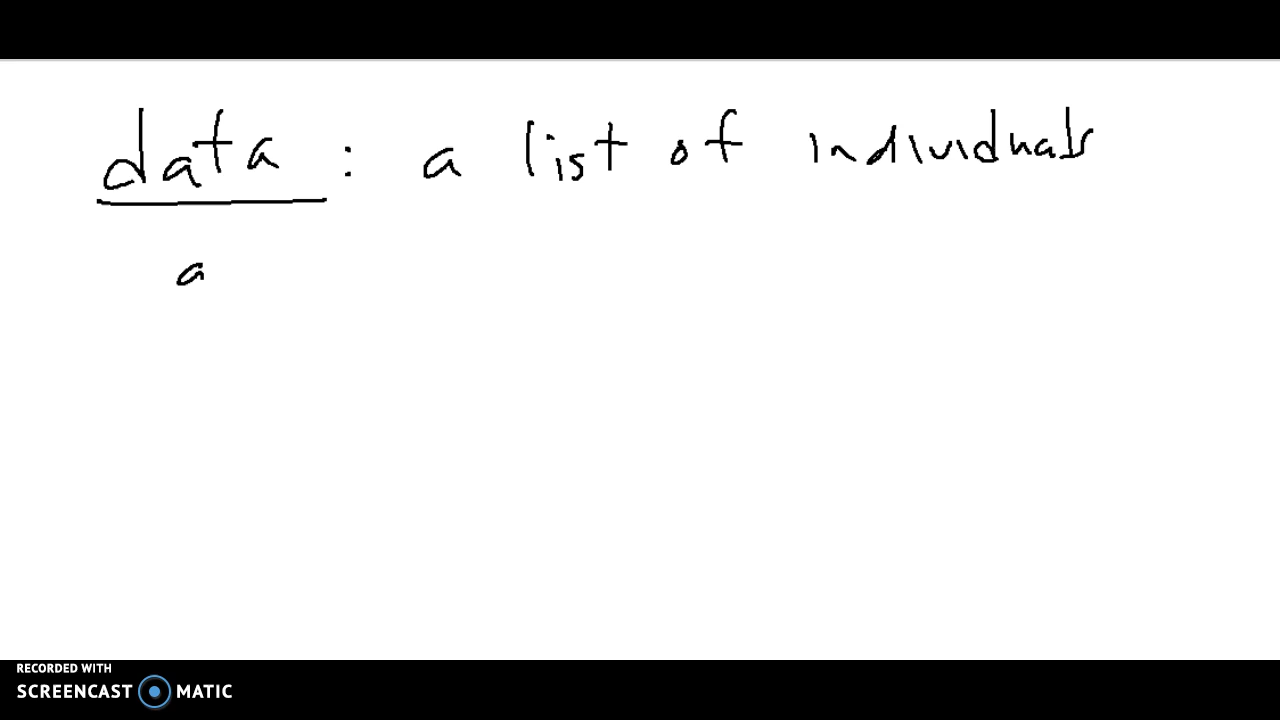 data : a list of individuals
a
RECORDED WITH
SCREENCAST MATIC